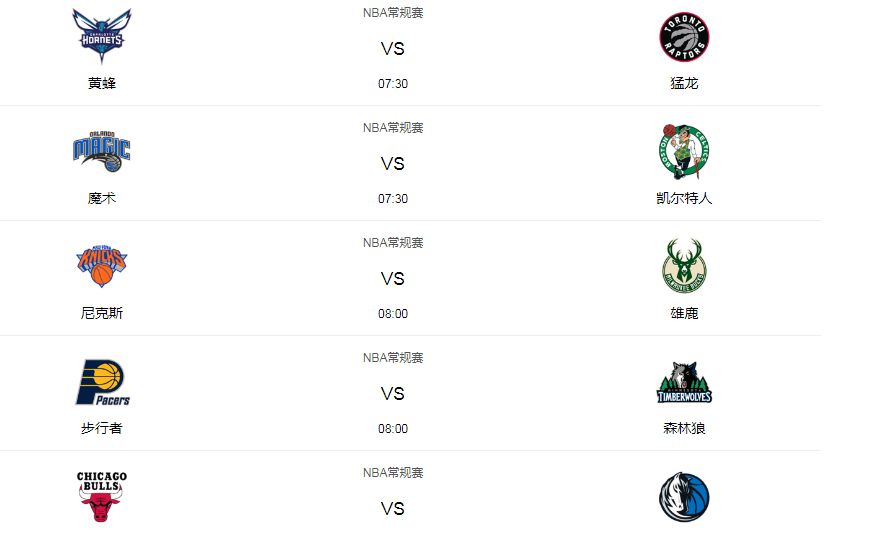 NBA常规赛
CHARLOTTE
HORNETS
VS
TORONTO
RAPTORS
黄蜂
07:30
猛龙
NBA常规赛
ORLANDO
MAGIC
VS
BOSTON
CELTICS
魔术
07:30
凯尔特人
NBA常规赛
NEW YORK
KNICKS
VS
MILWAUKEE BUCKS
尼克斯
08:00
雄鹿
NBA常规赛
Pacers
VS
MINNESOTA
TIMBERWOLVES
步行者
08:00
森林狼
NBA常规赛
CHICAGO
BULLS
VS